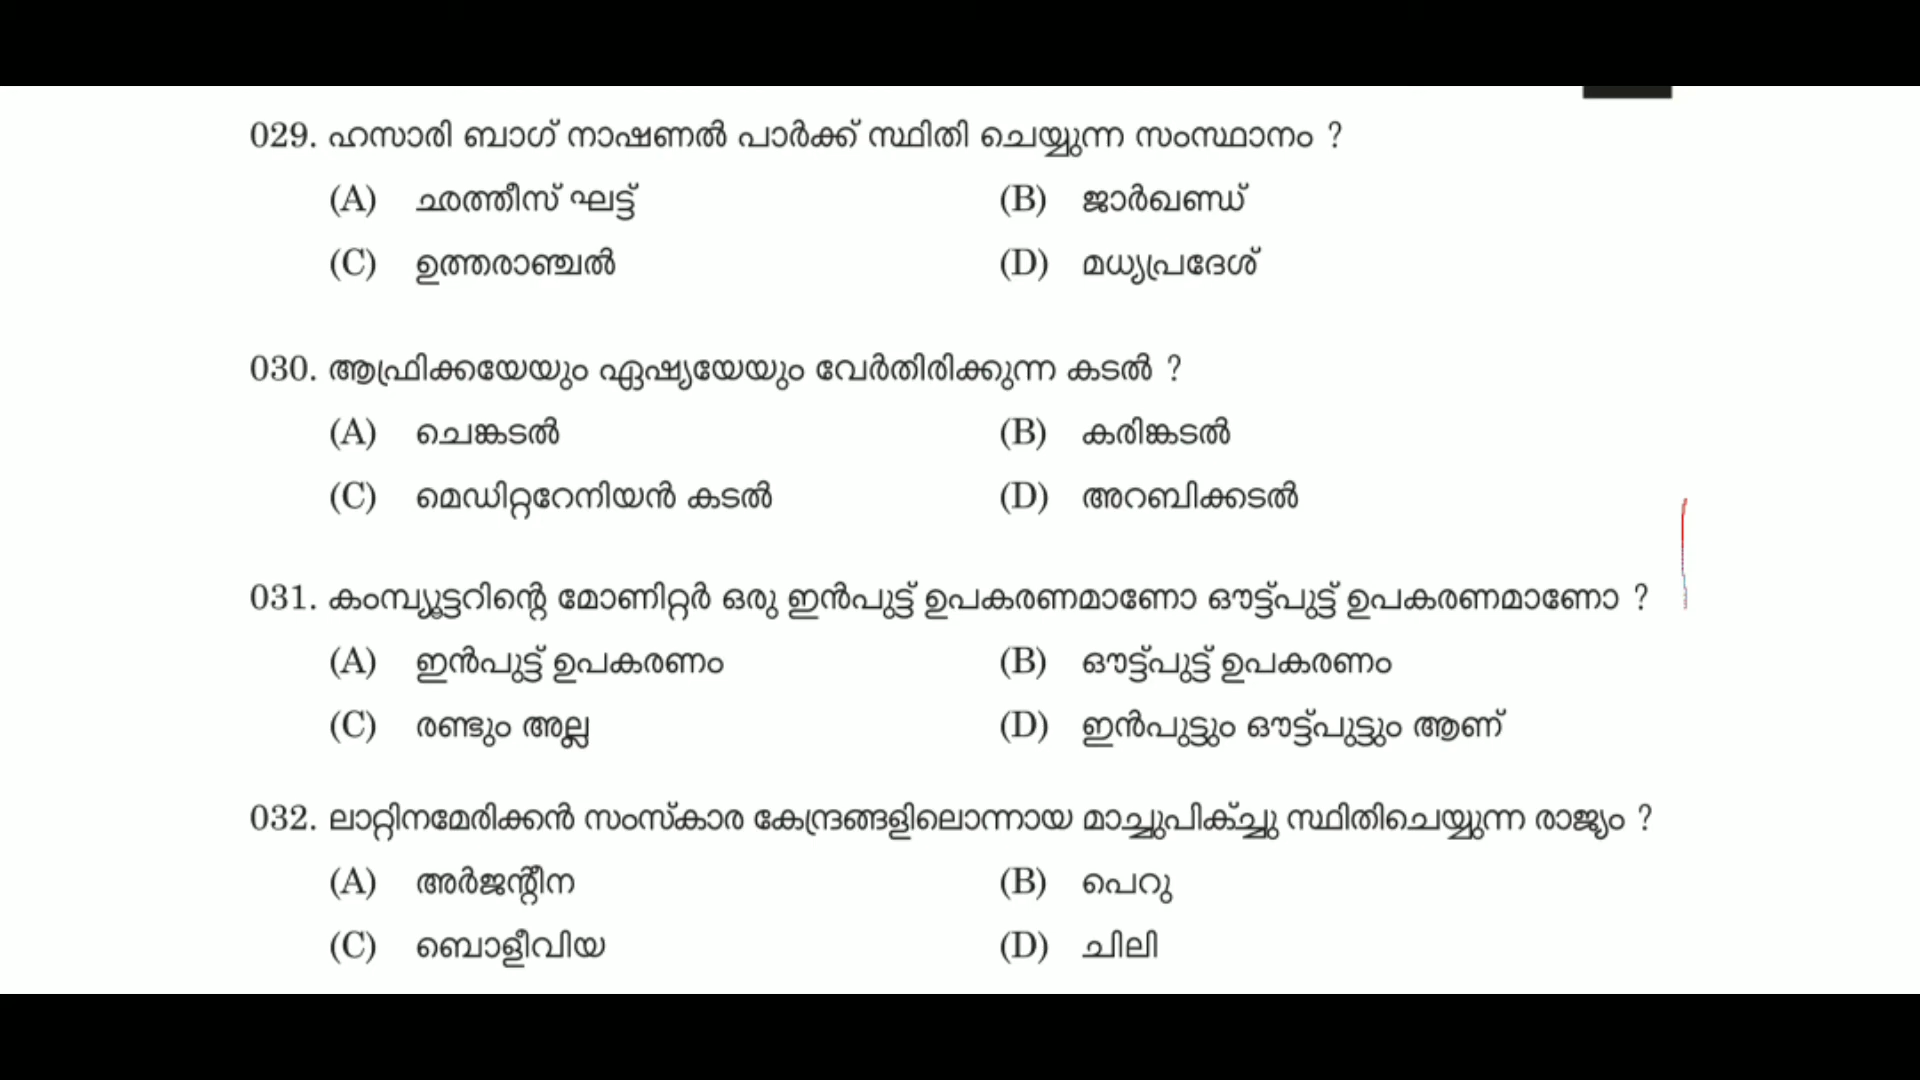 029. ഹസാരി ബാഗ് നാഷണൽ പാർക്ക് സ്ഥിതി ചെയ്യുന്ന സംസ്ഥാനം ?
(A) ഛത്തീസ് ഘട്ട് (B) ജാർഖണ്ഡ്
(C) ഉത്തരാഞ്ചൽ (D) മധ്യപ്രദേശ്
030. ആഫ്രിക്കയേയും ഏഷ്യയേയും വേർതിരിക്കുന്ന കടൽ ?
(A) ചെങ്കടൽ (B) കരിങ്കടൽ
(C) മെഡിറ്ററേനിയൻ കടൽ (D) അറബിക്കടൽ
031. കംമ്പ്യൂട്ടറിന്റെ മോണിറ്റർ ഒരു ഇൻപുട്ട് ഉപകരണമാണോ ഔട്ട്പുട്ട് ഉപകരണമാണോ ?
(A) ഇൻപുട്ട് ഉപകരണം (B) ഔട്ട്പുട്ട് ഉപകരണം
(C) രണ്ടും അല്ല (D) ഇൻപുട്ടും ഔട്ട്പുട്ടും ആണ്
032. ലാറ്റിനമേരിക്കൻ സംസ്കാര കേന്ദ്രങ്ങളിലൊന്നായ മാച്ചുപിക്ച്ചു സ്ഥിതിചെയ്യുന്ന രാജ്യം ?
(A) അർജന്റീന (B) പെറു
(C) ബൊളീവിയ (D) ചിലി